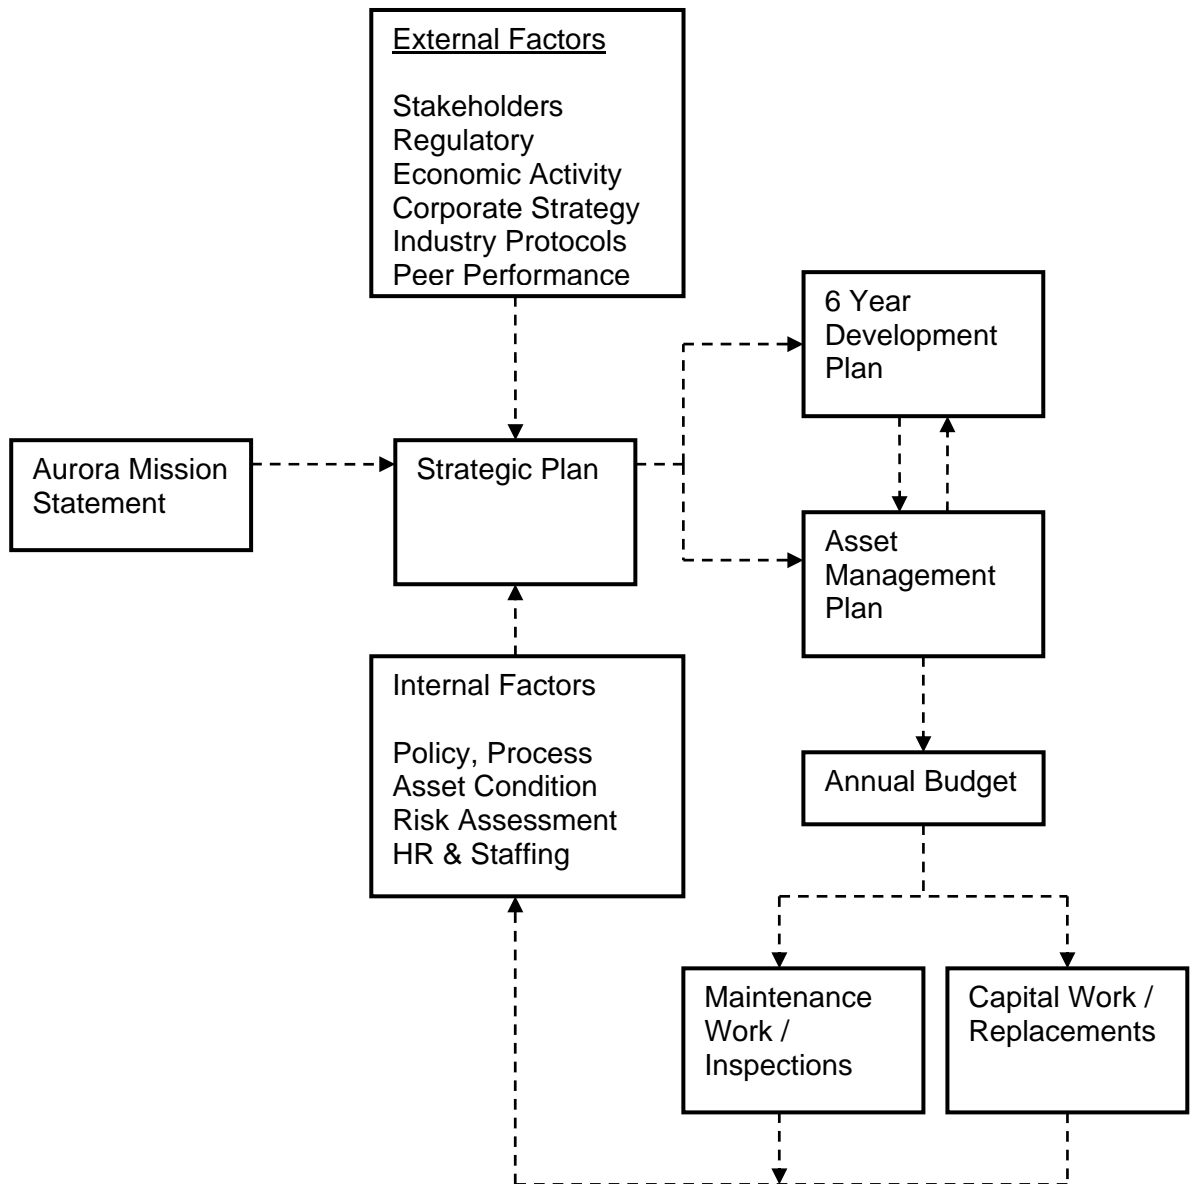 External Factors
Stakeholders
Regulatory
Economic Activity
Corporate Strategy
Industry Protocols
Peer Performance
6 Year
Development
Plan
Aurora Mission
Statement
Strategic Plan
Asset
Management
Plan
Internal Factors
Policy, Process
Asset Condition
Risk Assessment
HR & Staffing
Annual Budget
Maintenance
Work /
Inspections
Capital Work /
Replacements